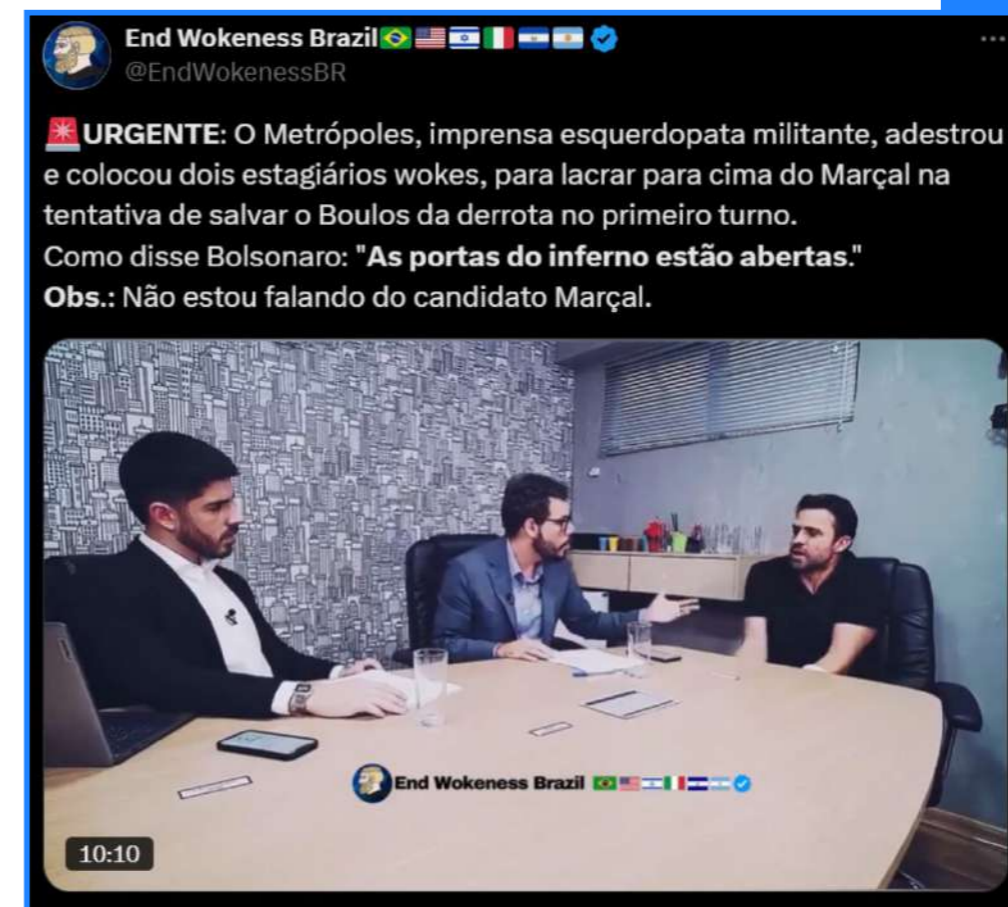 End Wokeness Brazil
@EndWokenessBR
URGENTE: O Metrópoles, imprensa esquerdopata militante, adestrou
e colocou dois estagiários wokes, para lacrar para cima do Marçal na
tentativa de salvar o Boulos da derrota no primeiro turno.
Como disse Bolsonaro: "As portas do inferno estão abertas."
Obs.: Não estou falando do candidato Marçal.
End Wokeness Brazil
10:10